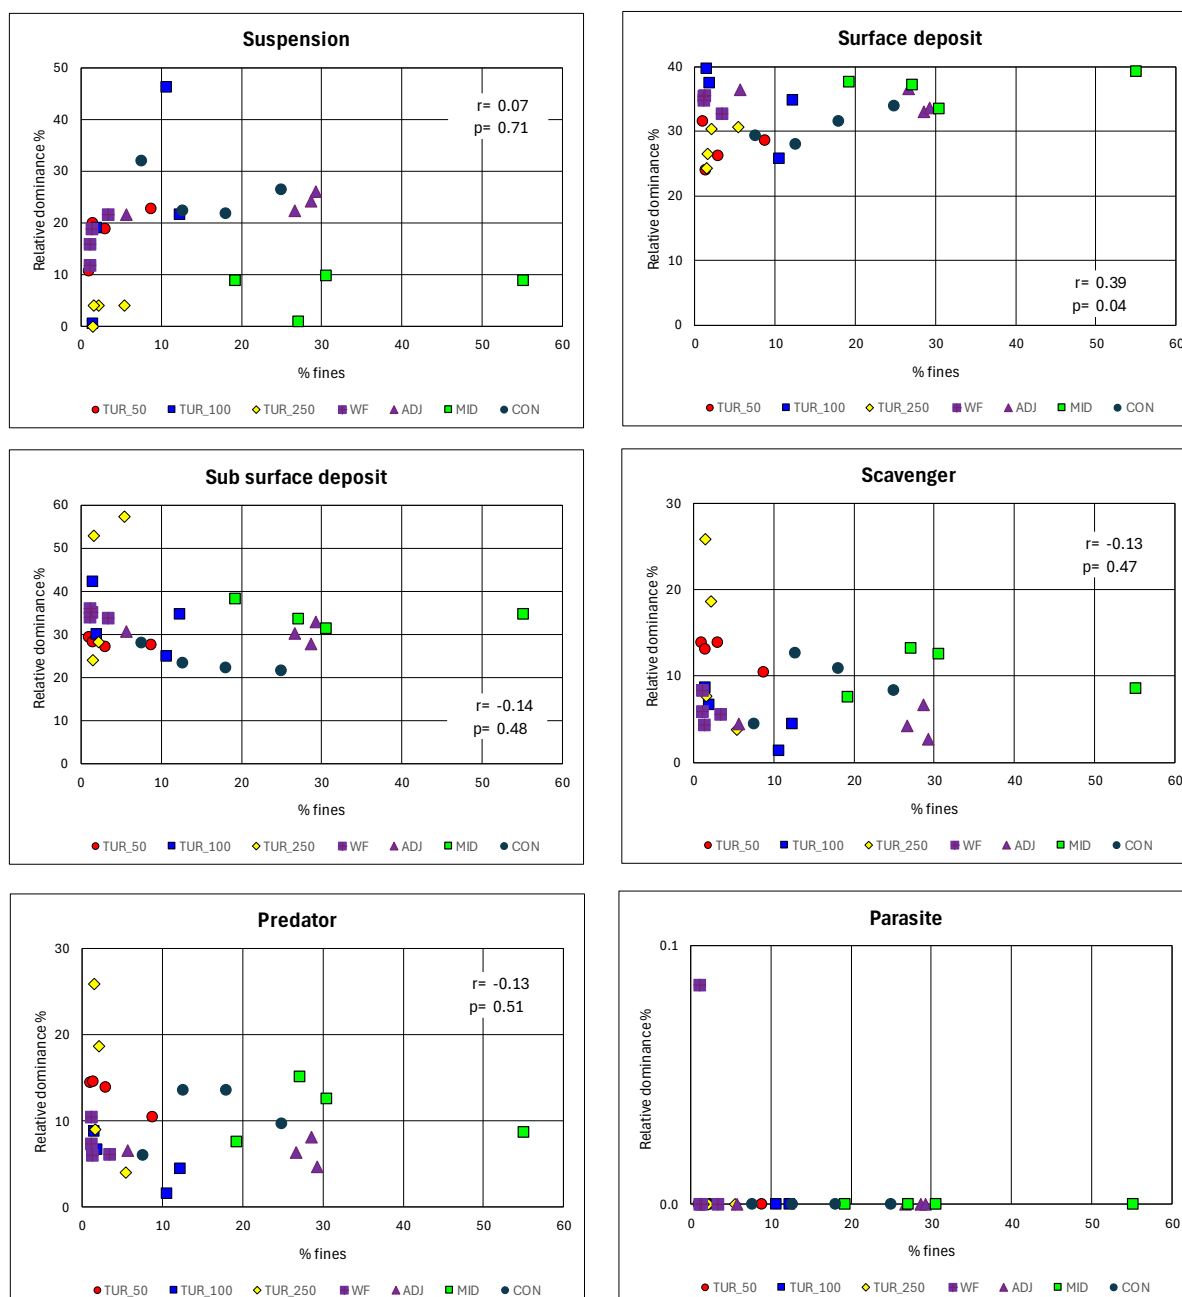 Suspension
50
40
30
20
10
0
Relative dominance %
r= 0.07
p= 0.71
0 10 20 30 40 50 60
% fines
TUR_50 TUR_100 TUR_250 WF ADJ MID CON
Surface deposit
40
30
20
10
0
Relative dominance %
r= 0.39
p= 0.04
0 10 20 30 40 50 60
% fines
TUR_50 TUR_100 TUR_250 WF ADJ MID CON
Sub surface deposit
60
50
40
30
20
10
0
Relative dominance %
r= -0.14
p= 0.48
0 10 20 30 40 50 60
% fines
TUR_50 TUR_100 TUR_250 WF ADJ MID CON
Scavenger
30
20
10
0
Relative dominance %
r= -0.13
p= 0.47
0 10 20 30 40 50 60
% fines
TUR_50 TUR_100 TUR_250 WF ADJ MID CON
Predator
30
20
10
0
Relative dominance %
r= -0.13
p= 0.51
0 10 20 30 40 50 60
% fines
TUR_50 TUR_100 TUR_250 WF ADJ MID CON
Parasite
0.1
0.0
Relative dominance %
0 10 20 30 40 50 60
% fines
TUR_50 TUR_100 TUR_250 WF ADJ MID CON